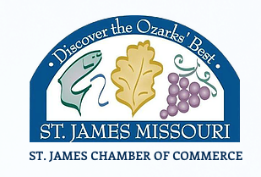 • Discover the Ozarks' Best •
ST. JAMES MISSOURI
ST. JAMES CHAMBER OF COMMERCE